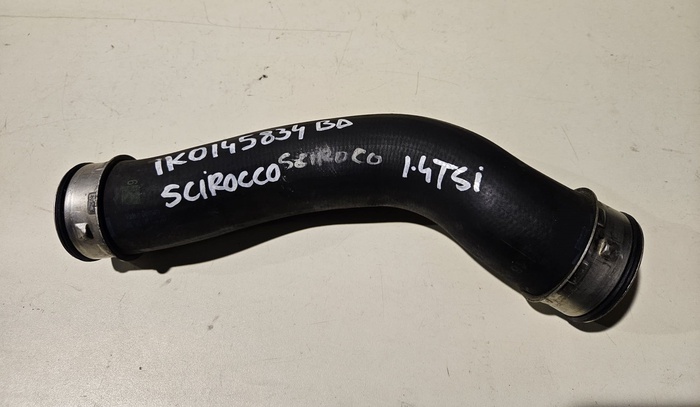 1K0145834 BD
SCIROCCO SCIROCO 1.4TSi